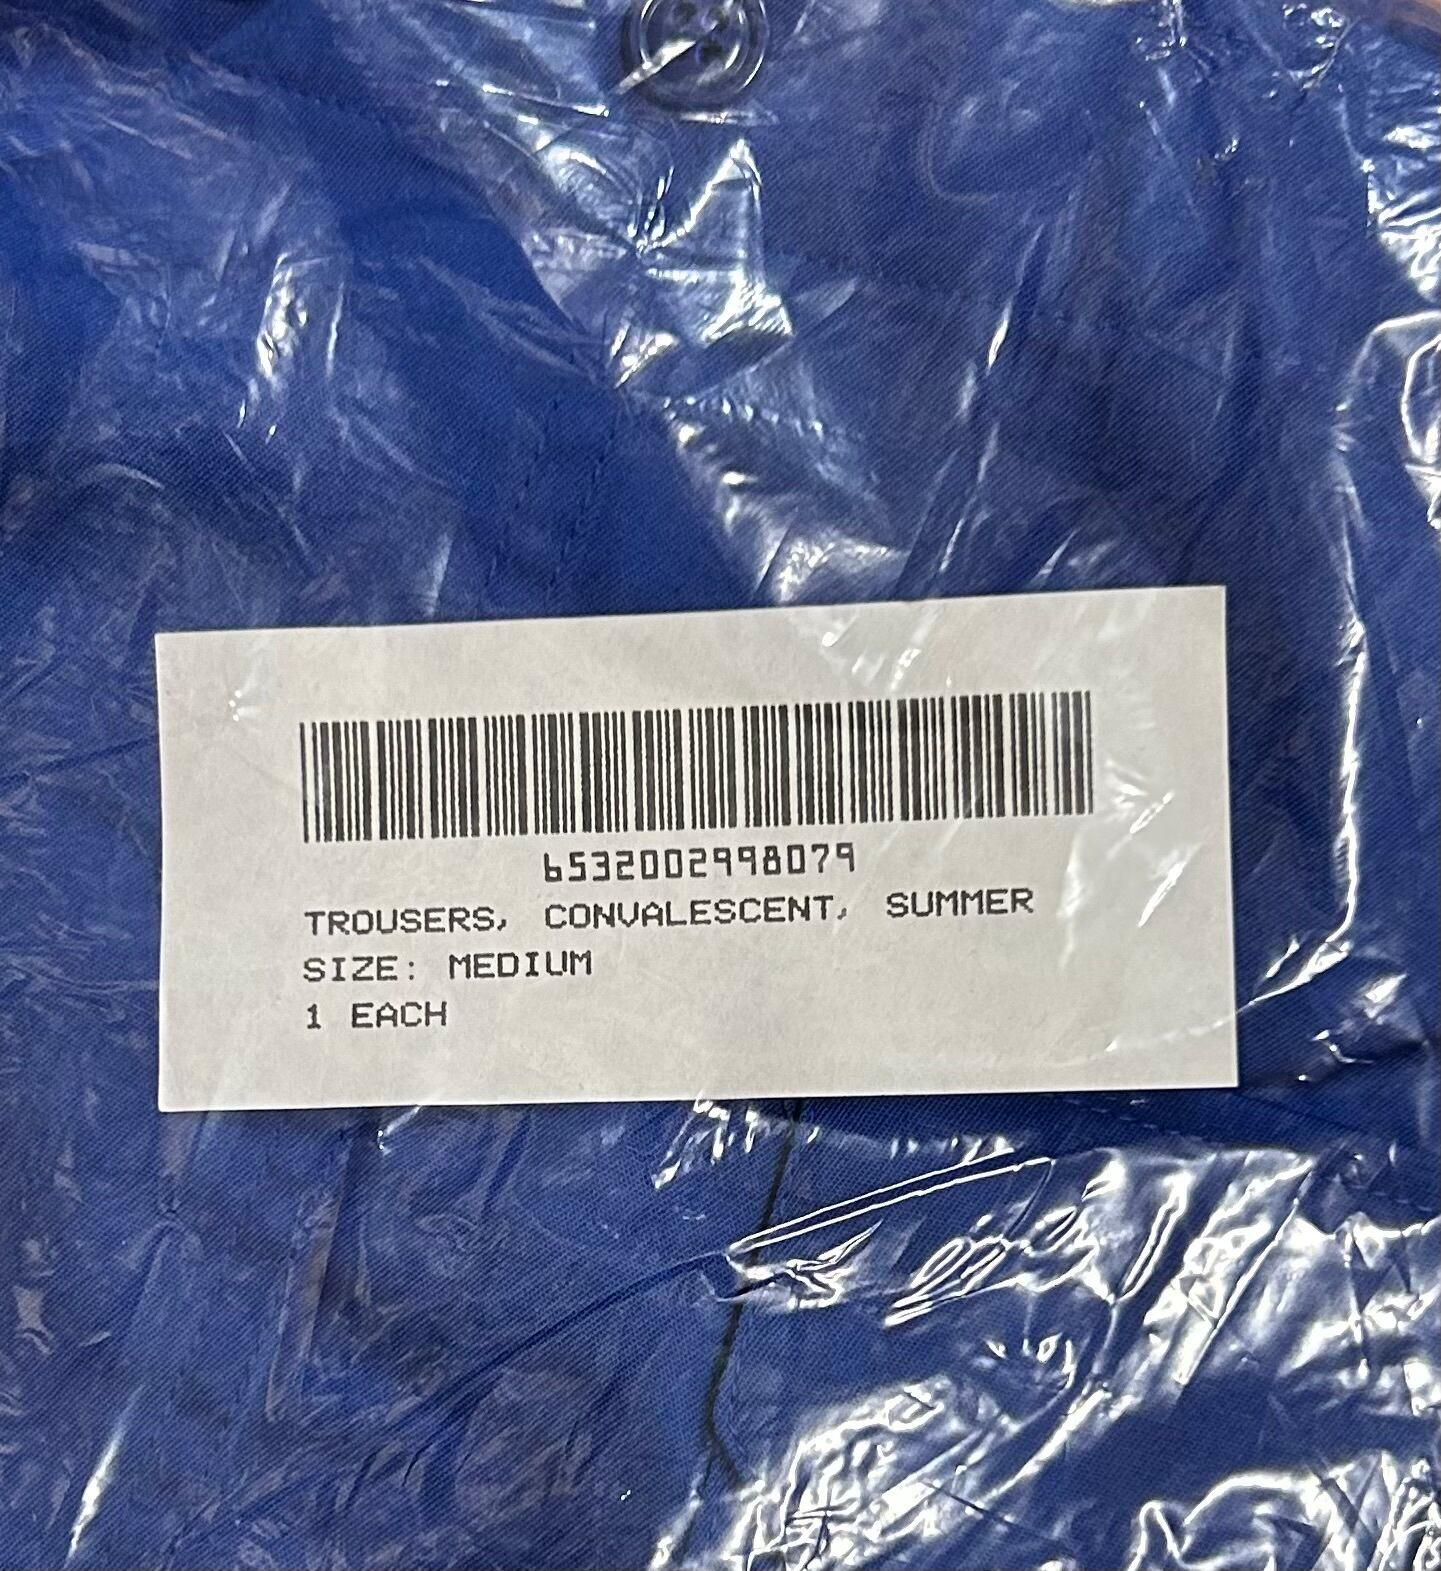 6532002998079
TROUSERS, CONVALESCENT, SUMMER
SIZE: MEDIUM
1 EACH